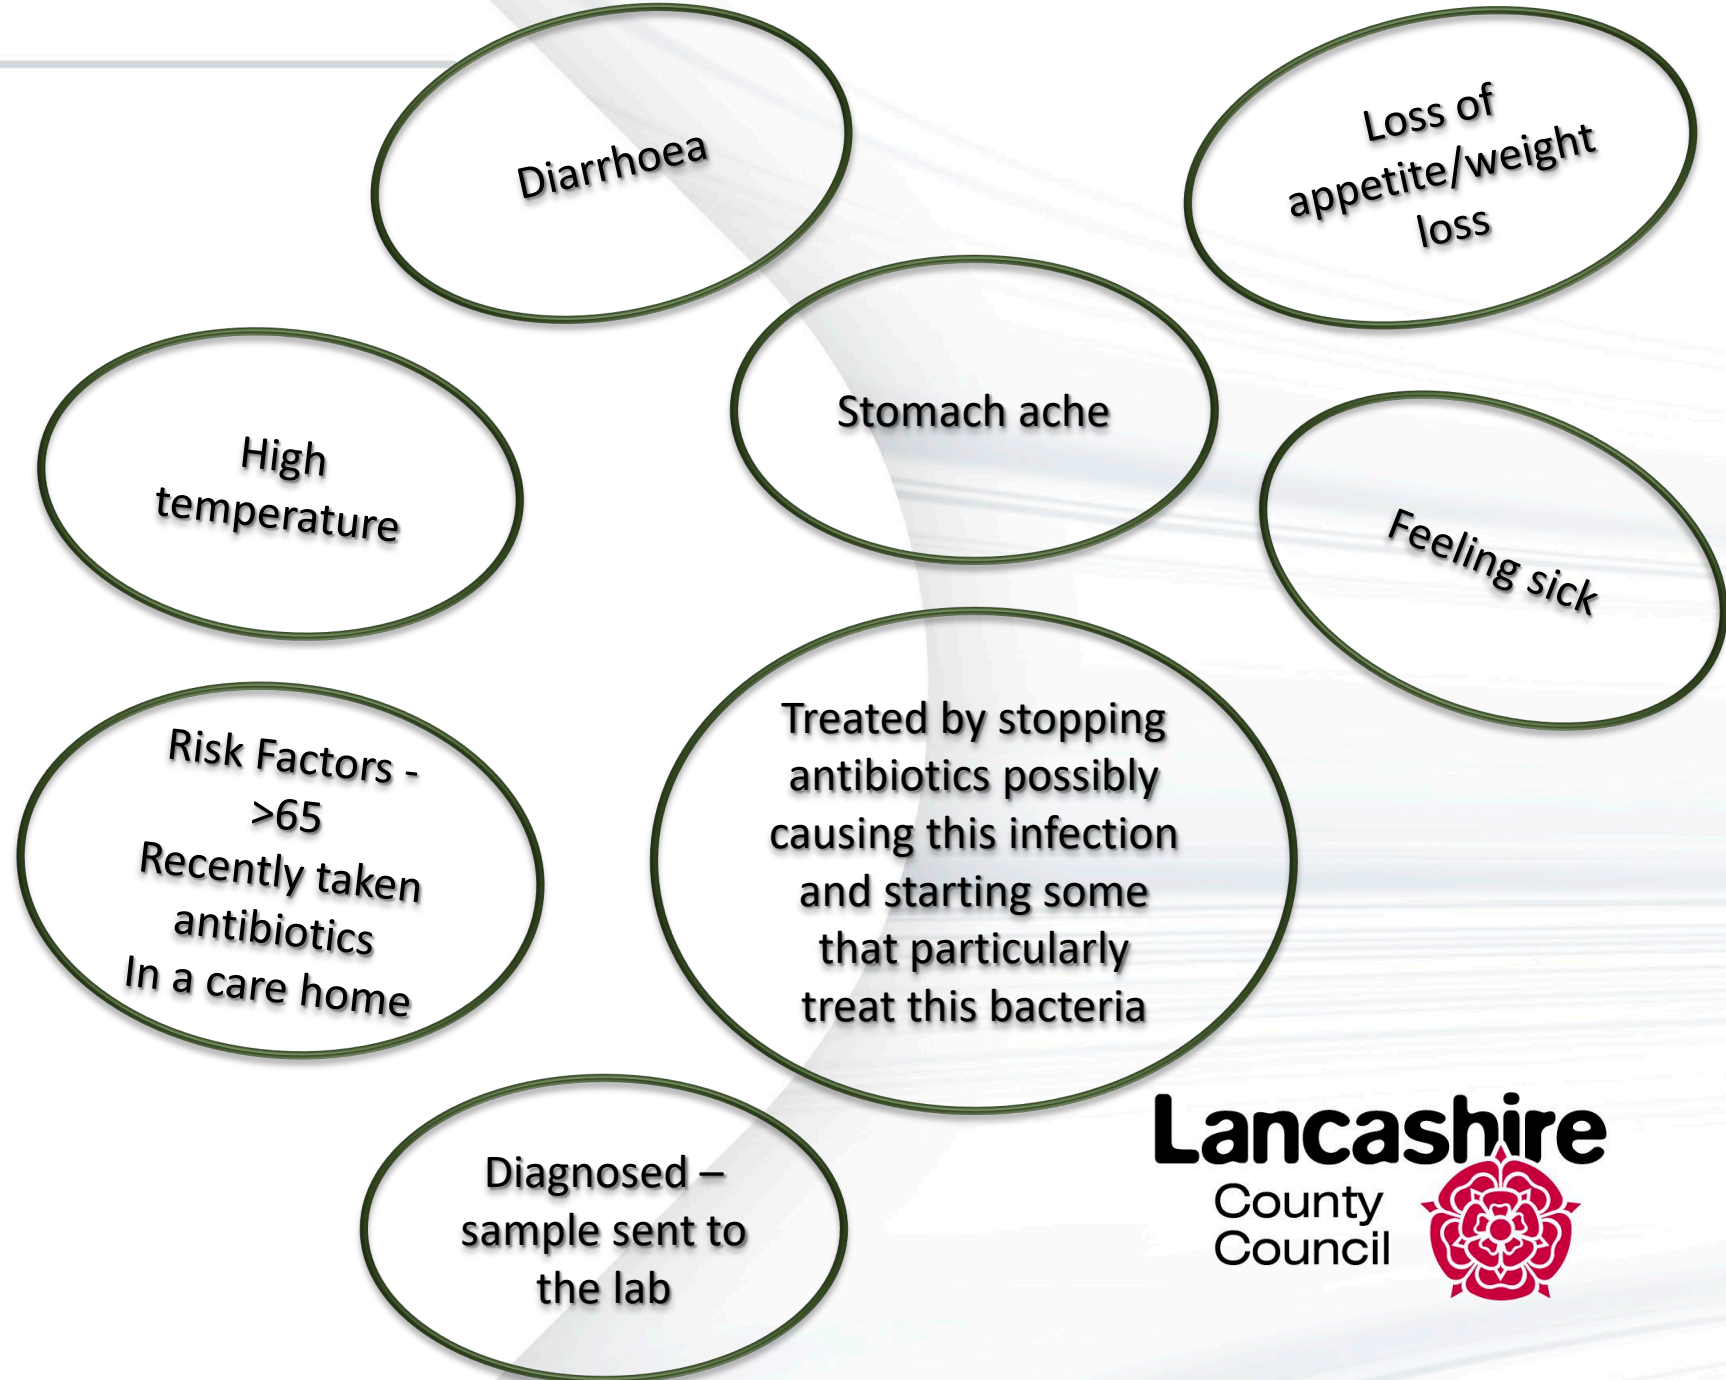 Diarrhoea
Loss of
appetite/weight
loss
Stomach ache
High
temperature
Feeling sick
Risk Factors -
>65
Recently taken
antibiotics
In a care home
Treated by stopping
antibiotics possibly
causing this infection
and starting some
that particularly
treat this bacteria
Diagnosed –
sample sent to
the lab
Lancashire
County
Council